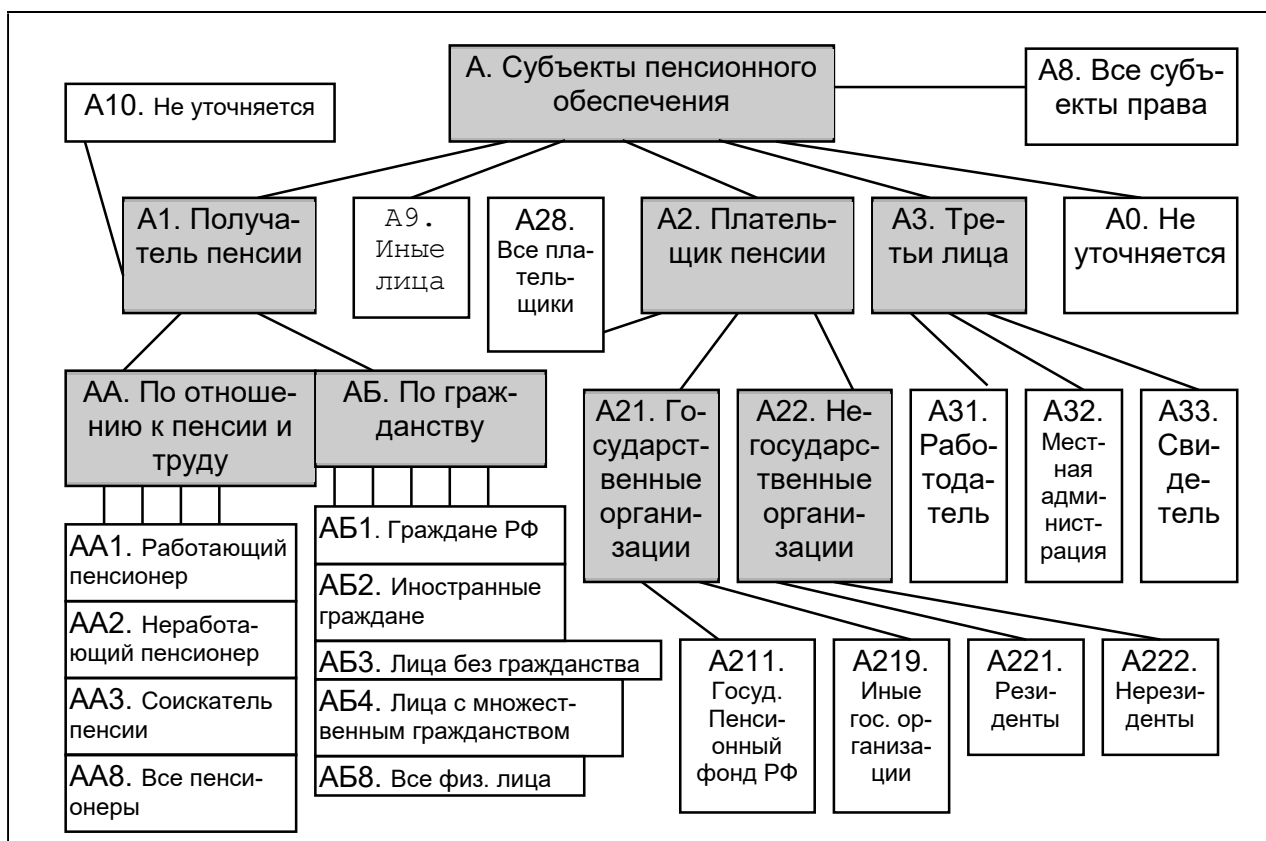 А. Субъекты пенсионного
обеспечения
А8. Все субъ-
екты права
А10. Не уточняется
А1. Получа-
тель пенсии
А9.
Иные
лица
А28.
Все пла-
тель-
щики
А2. Платель-
щик пенсии
А3. Тре-
тьи лица
А0. Не
уточняется
АА. По отноше-
нию к пенсии и
труду
АБ. По граж-
данству
А21. Го-
сударст-
венные
органи-
зации
А22. Не-
государс-
твенные
органи-
зации
А31.
Рабо-
тода-
тель
А32.
Мест-
ная
адми-
нист-
рация
А33.
Сви-
де-
тель
АА1. Работающий
пенсионер
АА2. Неработа-
ющий пенсионер
АА3. Соискатель
пенсии
АА8. Все пенси-
онеры
АБ1. Граждане РФ
АБ2. Иностранные
граждане
АБ3. Лица без гражданства
АБ4. Лица с множест-
венным гражданством
АБ8. Все физ. лица
А211.
Госуд.
Пенси-
онный
фонд РФ
А219.
Иные
гос. ор-
ганиза-
ции
А221.
Рези-
денты
А222.
Нерези-
денты